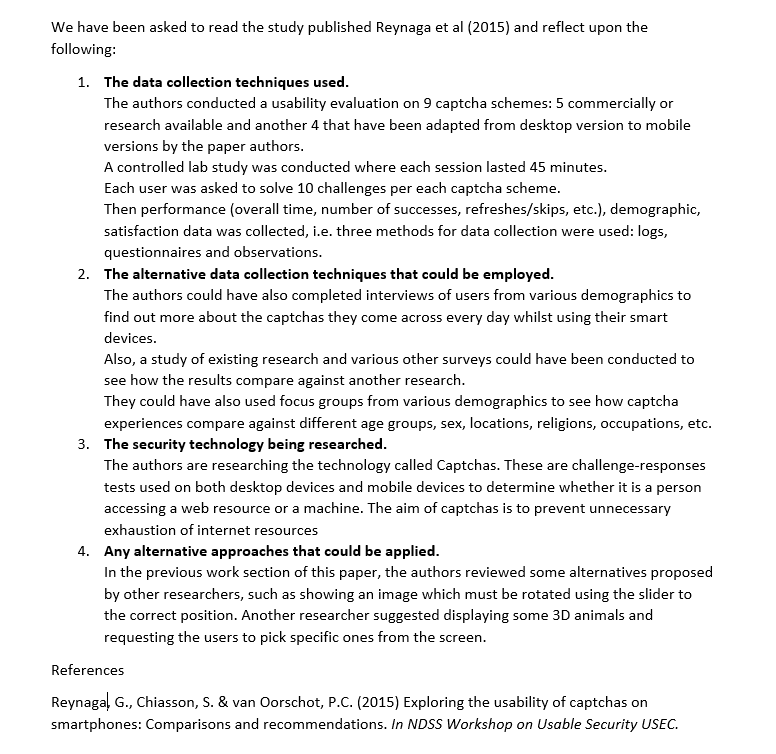 We have been asked to read the study published Reynaga et al (2015) and reflect upon the
following:
1. The data collection techniques used.
The authors conducted a usability evaluation on 9 captcha schemes: 5 commercially or
research available and another 4 that have been adapted from desktop version to mobile
versions by the paper authors.
A controlled lab study was conducted where each session lasted 45 minutes.
Each user was asked to solve 10 challenges per each captcha scheme.
Then performance (overall time, number of successes, refreshes/skips, etc.), demographic,
satisfaction data was collected, i.e. three methods for data collection were used: logs,
questionnaires and observations.
2. The alternative data collection techniques that could be employed.
The authors could have also completed interviews of users from various demographics to
find out more about the captchas they come across every day whilst using their smart
devices.
Also, a study of existing research and various other surveys could have been conducted to
see how the results compare against another research.
They could have also used focus groups from various demographics to see how captcha
experiences compare against different age groups, sex, locations, religions, occupations, etc.
3. The security technology being researched.
The authors are researching the technology called Captchas. These are challenge-responses
tests used on both desktop devices and mobile devices to determine whether it is a person
accessing a web resource or a machine. The aim of captchas is to prevent unnecessary
exhaustion of internet resources
4. Any alternative approaches that could be applied.
In the previous work section of this paper, the authors reviewed some alternatives proposed
by other researchers, such as showing an image which must be rotated using the slider to
the correct position. Another researcher suggested displaying some 3D animals and
requesting the users to pick specific ones from the screen.
References
Reynaga, G., Chiasson, S. & van Oorschot, P.C. (2015) Exploring the usability of captchas on
smartphones: Comparisons and recommendations. In NDSS Workshop on Usable Security USEC.